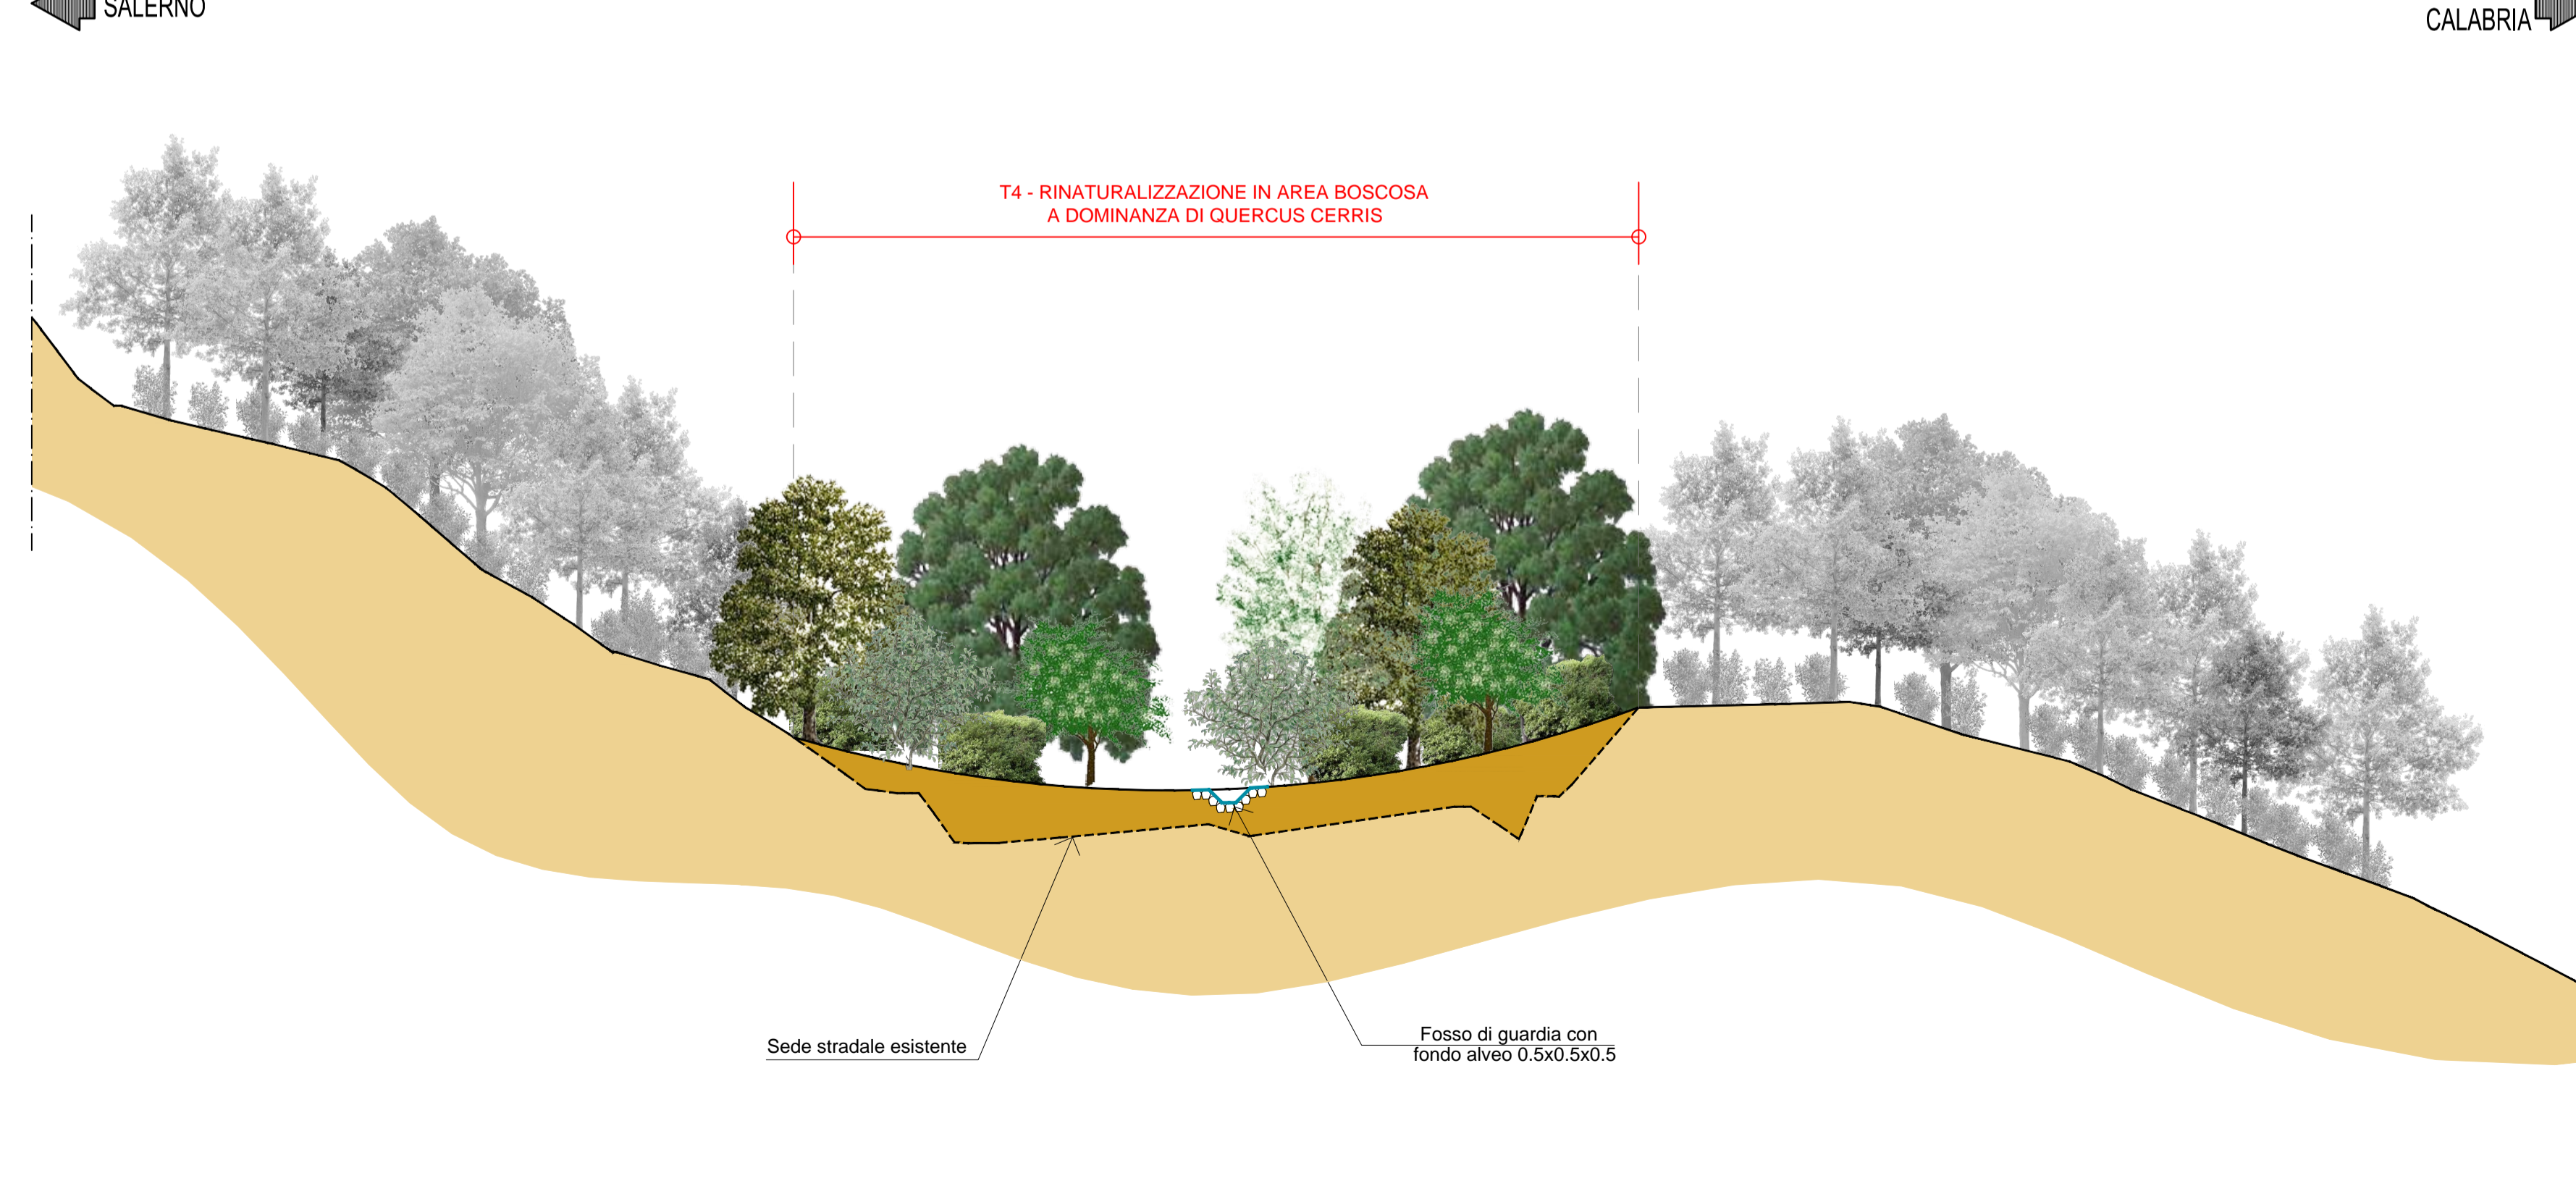 SALERNO
CALABRIA
T4 - RINATURALIZZAZIONE IN AREA BOSCOSA
A DOMINANZA DI QUERCUS CERRIS
Sede stradale esistente
Fosso di guardia con
fondo alveo 0.5x0.5x0.5